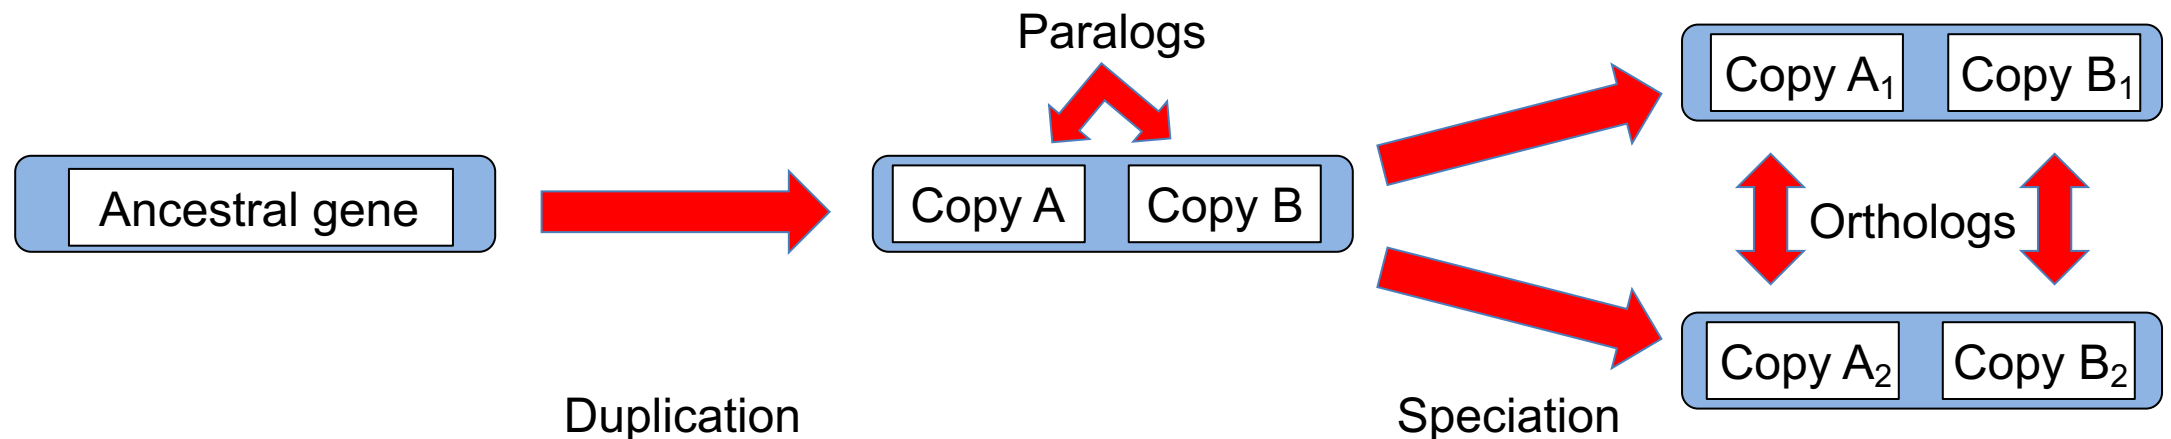 Paralogs
Ancestral gene
Copy A
Copy B
Copy A₁
Copy B₁
Orthologs
Copy A₂
Copy B₂
Duplication
Speciation